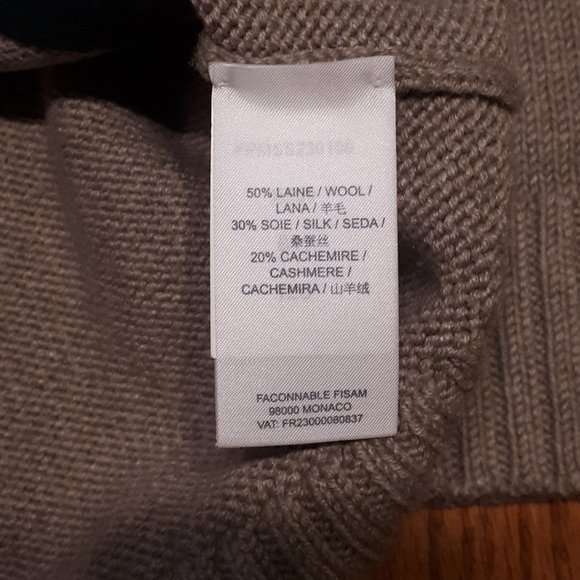 50% LAINE / WOOL /
LANA / 羊毛
30% SOIE / SILK / SEDA /
桑蚕丝
20% CACHEMIRE /
CASHMERE /
CACHEMIRA / 山羊绒
FACONNABLE FISAM
98000 MONACO
VAT: FR23000080837